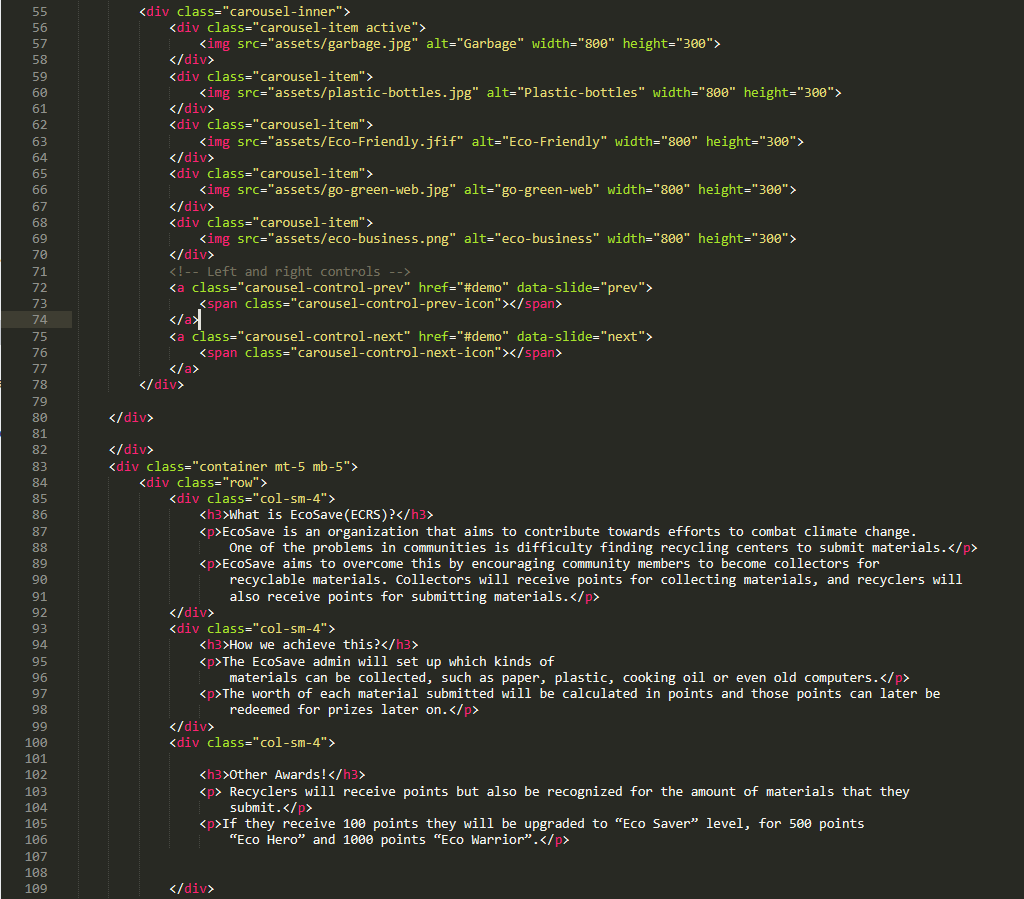 55 <div class="carousel-inner">
56 <div class="carousel-item active">
57 <img src="assets/garbage.jpg" alt="Garbage" width="800" height="300">
58 </div>
59 <div class="carousel-item">
60 <img src="assets/plastic-bottles.jpg" alt="Plastic-bottles" width="800" height="300">
61 </div>
62 <div class="carousel-item">
63 <img src="assets/Eco-Friendly.jfif" alt="Eco-Friendly" width="800" height="300">
64 </div>
65 <div class="carousel-item">
66 <img src="assets/go-green-web.jpg" alt="go-green-web" width="800" height="300">
67 </div>
68 <div class="carousel-item">
69 <img src="assets/eco-business.png" alt="eco-business" width="800" height="300">
70 </div>
71 <!-- Left and right controls -->
72 <a class="carousel-control-prev" href="#demo" data-slide="prev">
73 <span class="carousel-control-prev-icon"></span>
74 </a>
75 <a class="carousel-control-next" href="#demo" data-slide="next">
76 <span class="carousel-control-next-icon"></span>
77 </a>
78 </div>
79
80 </div>
81
82 </div>
83 <div class="container mt-5 mb-5">
84 <div class="row">
85 <div class="col-sm-4">
86 <h3>What is EcoSave(ECRS)?</h3>
87 <p>EcoSave is an organization that aims to contribute towards efforts to combat climate change.
88 One of the problems in communities is difficulty finding recycling centers to submit materials.</p>
89 <p>EcoSave aims to overcome this by encouraging community members to become collectors for
90 recyclable materials. Collectors will receive points for collecting materials, and recyclers will
91 also receive points for submitting materials.</p>
92 </div>
93 <div class="col-sm-4">
94 <h3>How we achieve this?</h3>
95 <p>The EcoSave admin will set up which kinds of
96 materials can be collected, such as paper, plastic, cooking oil or even old computers.</p>
97 <p>The worth of each material submitted will be calculated in points and those points can later be
98 redeemed for prizes later on.</p>
99 </div>
100 <div class="col-sm-4">
101
102 <h3>Other Awards!</h3>
103 <p> Recyclers will receive points but also be recognized for the amount of materials that they
104 submit.</p>
105 <p>If they receive 100 points they will be upgraded to “Eco Saver” level, for 500 points
106 “Eco Hero” and 1000 points “Eco Warrior”.</p>
107
108
109 </div>